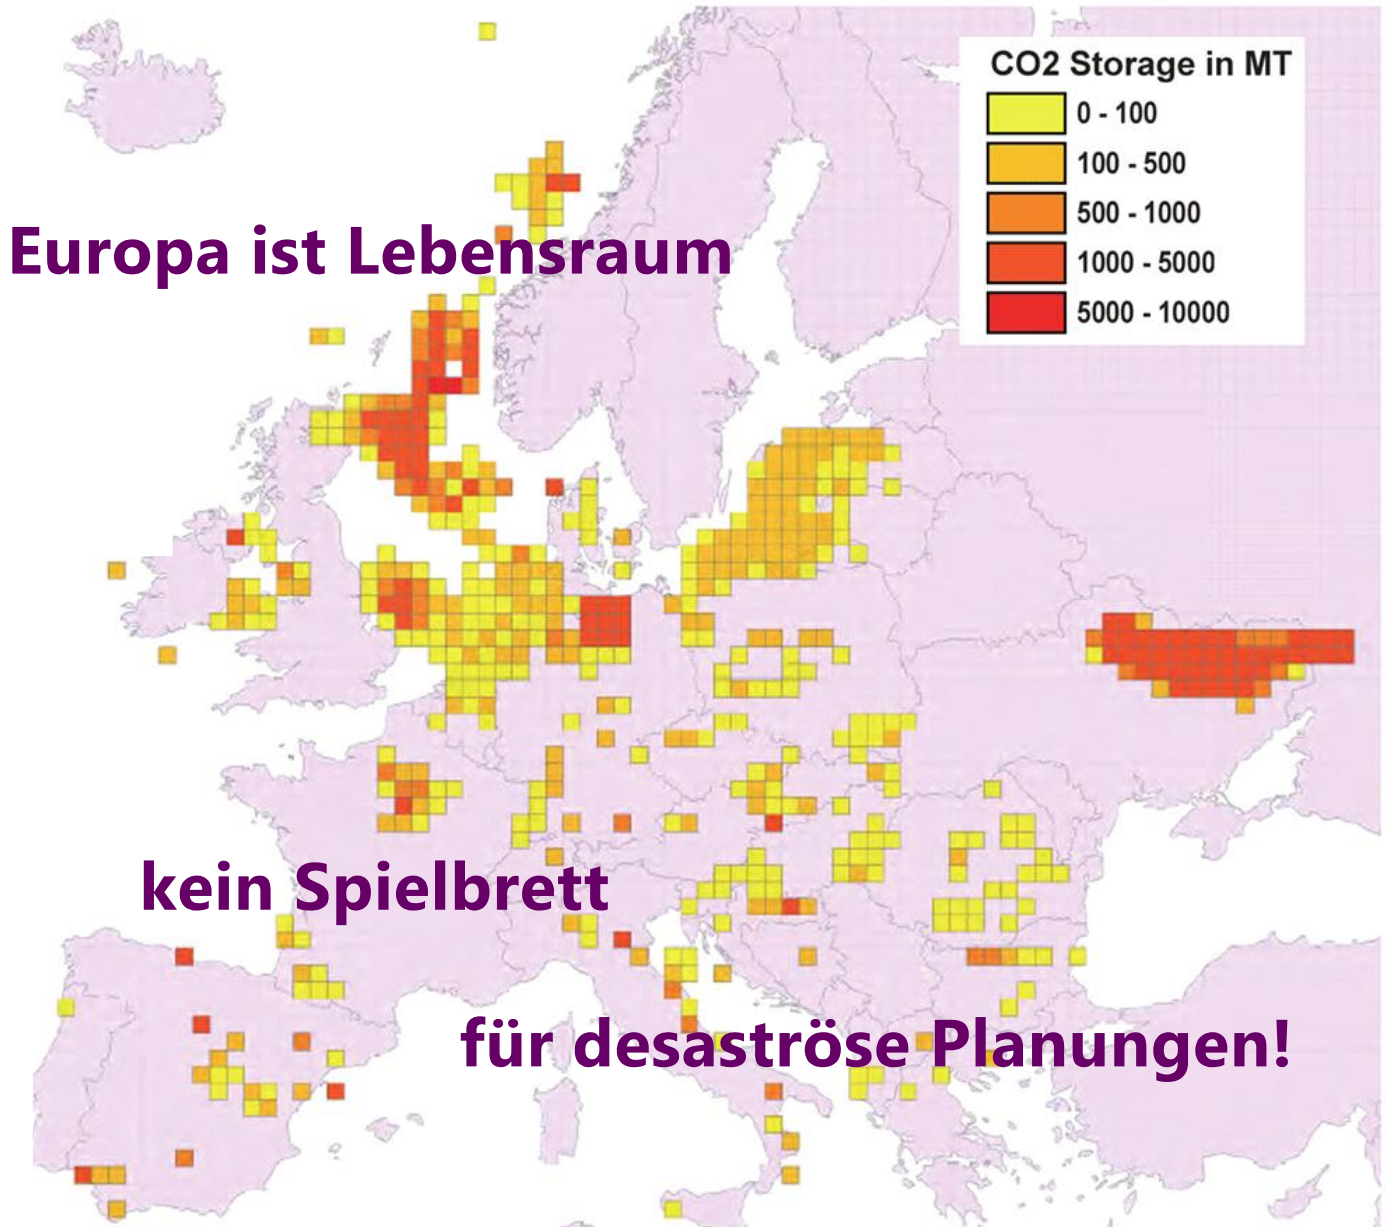 CO2 Storage in MT
0 - 100
100 - 500
500 - 1000
1000 - 5000
5000 - 10000
Europa ist Lebensraum
kein Spielbrett
für desaströse Planungen!